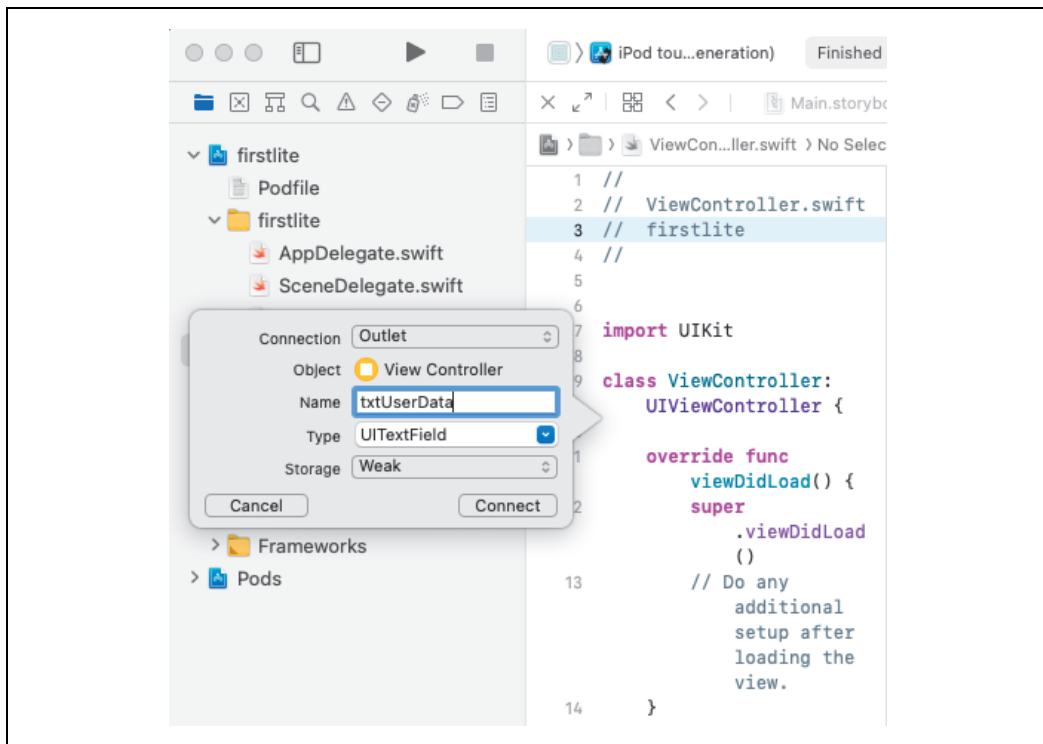 iPod tou...eneration)
Finished
Main.storybo
ViewCon...ller.swift
No Selec
firstlite
Podfile
firstlite
AppDelegate.swift
SceneDelegate.swift
Connection Outlet
Object View Controller
Name txtUserData
Type UITextField
Storage Weak
Cancel Connect
Frameworks
Pods
1 //
2 // ViewController.swift
3 // firstlite
4 //
5
6
7 import UIKit
8
9 class ViewController:
UIViewController {
1 override func
viewDidLoad() {
2 super
.viewDidLoad
()
13 // Do any
additional
setup after
loading the
view.
14 }